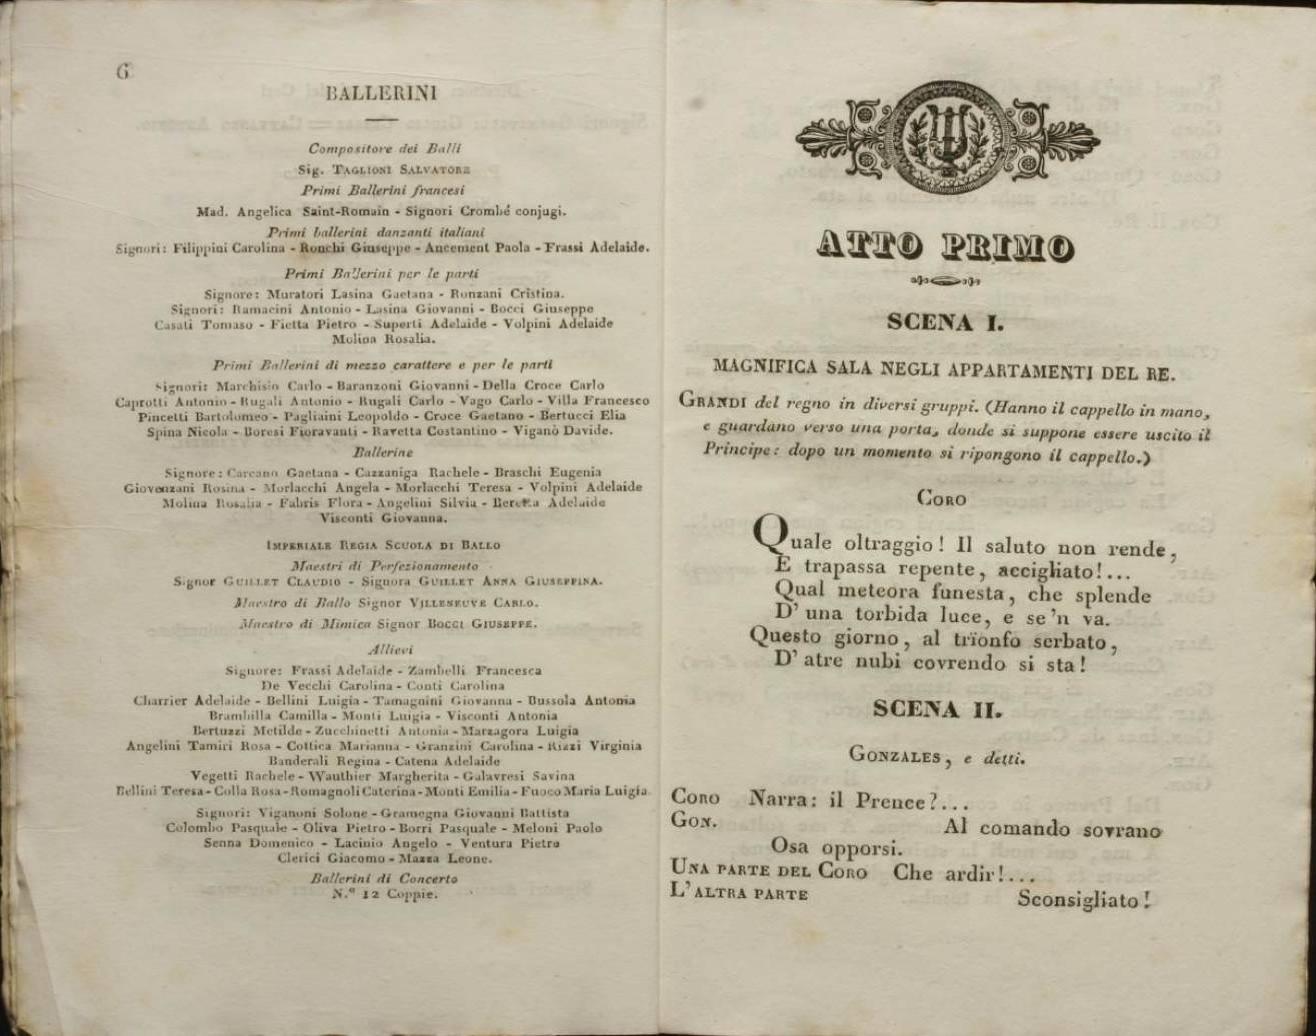 6
BALLERINI
Compositore dei Balli
Sig. TAGLIONI SALVATORE
Primi Ballerini francesi
Mad. Angelica Saint-Romain - Signori Crombé conjugi.
Primi ballerini danzanti italiani
Signori: Filippini Carolina - Ronchi Giuseppe - Ancement Paola - Frassi Adelaide.
Primi Ballerini per le parti
Signore: Muratori Lasina Gaetana - Ronzani Cristina.
Signori: Ramacini Antonio - Lasina Giovanni - Bocci Giuseppe
Casati Tomaso - Fietta Pietro - Superti Adelaide - Volpini Adelaide
Molina Rosalia.
Primi Ballerini di mezzo carattere e per le parti
Signori: Marchisio Carlo - Baranzoni Giovanni - Della Croce Carlo
Caprotti Antonio - Rugali Antonio - Rugali Carlo - Vago Carlo - Villa Francesco
Pincetti Bartolomeo - Pagliaini Leopoldo - Croce Gaetano - Bertucci Elia
Spina Nicola - Boresi Fioravanti - Ravetta Costantino - Viganò Davide.
Ballerine
Signore: Carcano Gaetana - Cazzaniga Rachele - Braschi Eugenia
Giovenzani Rosina - Morlacchi Angela - Morlacchi Teresa - Volpini Adelaide
Molina Rosalia - Fabris Flora - Angelini Silvia - Beretta Adelaide
Visconti Giovanna.
IMPERIALE REGIA SCUOLA DI BALLO
Maestri di Perfezionamento
Signor GUILLET CLAUDIO - Signora GUILLET ANNA GIUSEPPINA.
Maestro di Ballo Signor VILLENEUVE CARLO.
Maestro di Mimica Signor BOCCI GIUSEPPE.
Allievi
Signore: Frassi Adelaide - Zambelli Francesca
De Vecchi Carolina - Conti Carolina
Charrier Adelaide - Bellini Luigia - Tamagnini Giovanna - Bussola Antonia
Brambilla Camilla - Monti Luigia - Visconti Antonia
Bertuzzi Metilde - Zucchinetti Antonia - Marzagora Luigia
Angelini Tamiri Rosa - Cottica Marianna - Granzini Carolina - Rizzi Virginia
Banderali Regina - Catena Adelaide
Vegetti Rachele - Wauthier Margherita - Galavresi Savina
Bellini Teresa - Colla Rosa - Romagnoli Caterina - Monti Emilia - Fuoco Maria Luigia
Signori: Viganoni Solone - Gramegna Giovanni Battista
Colombo Pasquale - Oliva Pietro - Borri Pasquale - Meloni Paolo
Senna Domenico - Lacinio Angelo - Ventura Pietro
Clerici Giacomo - Mazza Leone.
Ballerini di Concerto
N.º 12 Coppie.
ATTO PRIMO
SCENA I.
MAGNIFICA SALA NEGLI APPARTAMENTI DEL RE.
GRANDI del regno in diversi gruppi. (Hanno il cappello in mano,
e guardano verso una porta, donde si suppone essere uscito il
Principe: dopo un momento si ripongono il cappello.)
CORO
Quale oltraggio! Il saluto non rende,
E trapassa repente, accigliato!...
Qual meteora funesta, che splende
D' una torbida luce, e se 'n va.
Questo giorno, al trïonfo serbato,
D' atre nubi covrendo si sta!
SCENA II.
GONZALES, e detti.
CORO Narra: il Prence?...
GON. Al comando sovrano
Osa opporsi.
UNA PARTE DEL CORO Che ardir!...
L'ALTRA PARTE Sconsigliato!